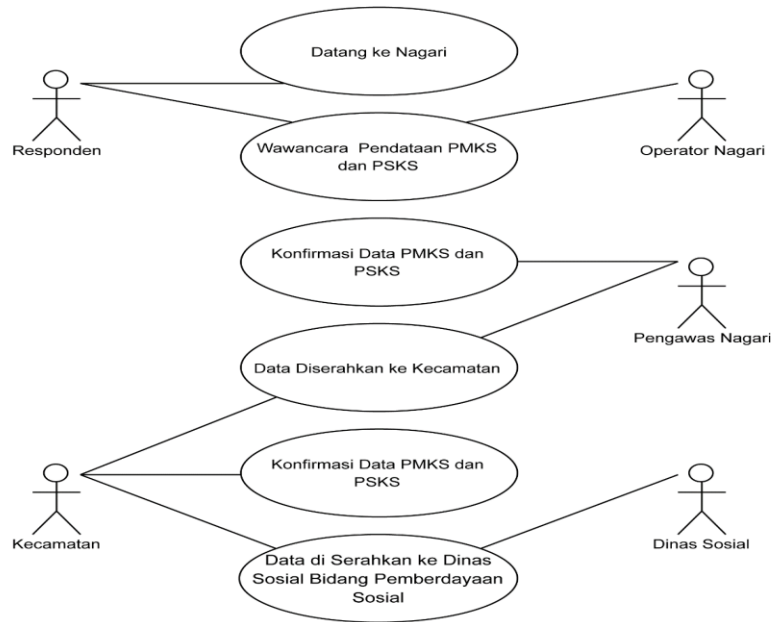 Datang ke Nagari
Responden
Wawancara Pendataan PMKS
dan PSKS
Operator Nagari
Konfirmasi Data PMKS dan
PSKS
Pengawas Nagari
Data Diserahkan ke Kecamatan
Konfirmasi Data PMKS dan
PSKS
Kecamatan
Data di Serahkan ke Dinas
Sosial Bidang Pemberdayaan
Sosial
Dinas Sosial